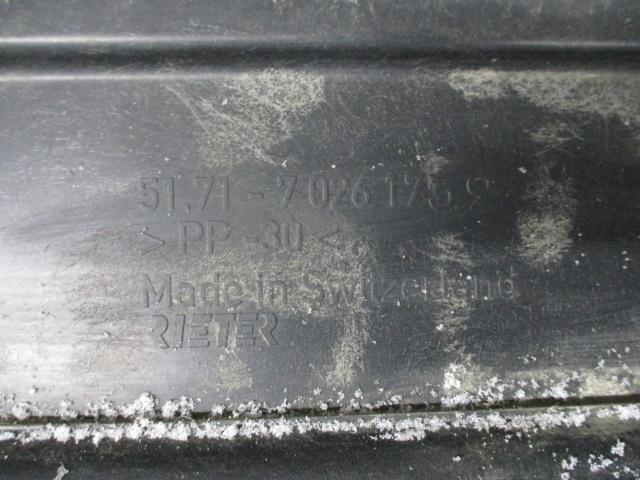 51.71 - 7 026 175.9
> PP -30 <
Made in Switzerland
RIETER